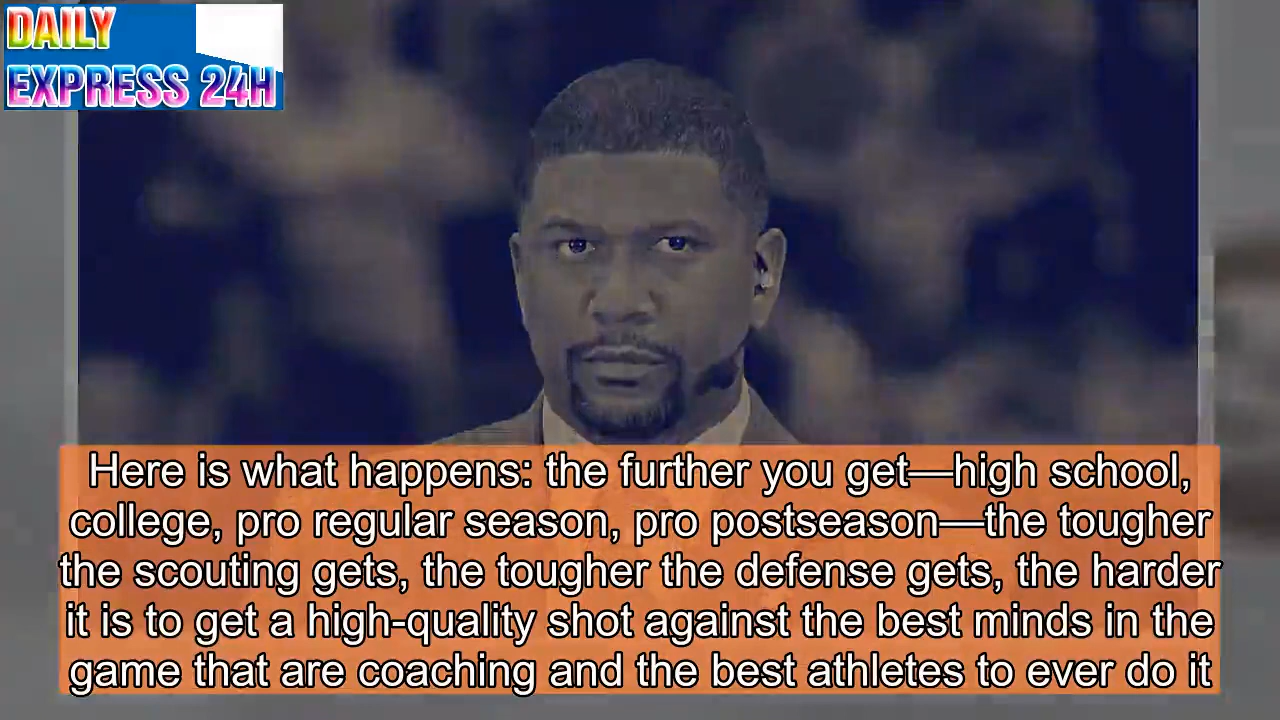 DAILY
EXPRESS 24H
Here is what happens: the further you get—high school,
college, pro regular season, pro postseason—the tougher
the scouting gets, the tougher the defense gets, the harder
it is to get a high-quality shot against the best minds in the
game that are coaching and the best athletes to ever do it